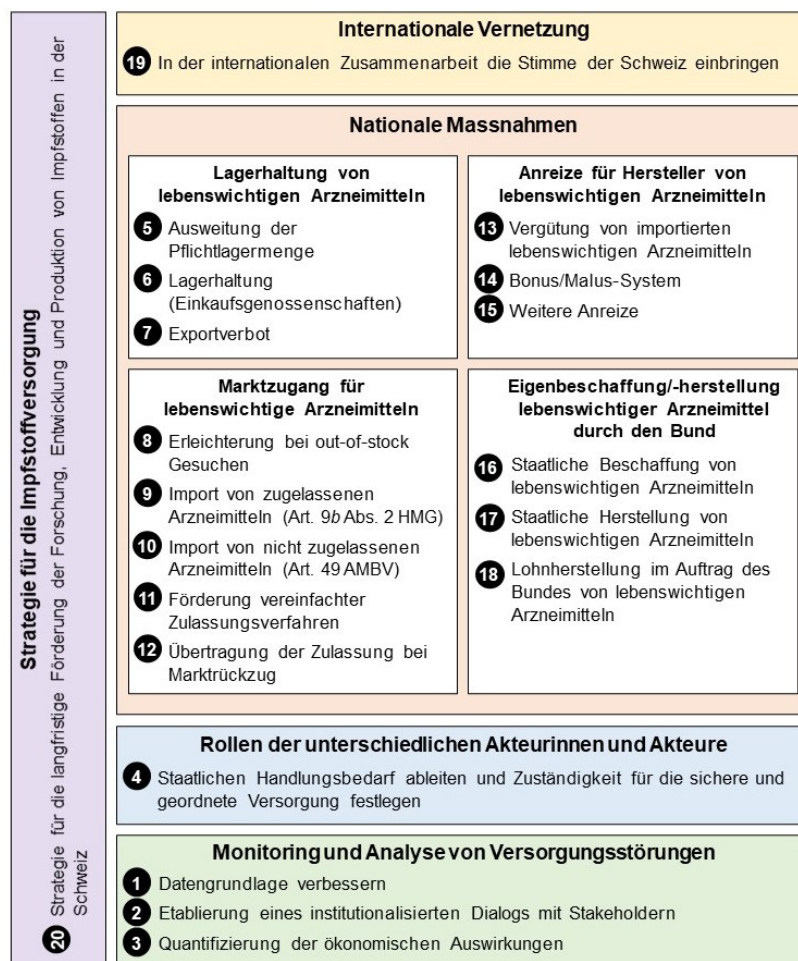 Strategie für die Impfstoffversorgung
20 Strategie für die langfristige Förderung der Forschung, Entwicklung und Produktion von Impfstoffen in der
Schweiz
Internationale Vernetzung
19 In der internationalen Zusammenarbeit die Stimme der Schweiz einbringen
Nationale Massnahmen
Lagerhaltung von
lebenswichtigen Arzneimitteln
5 Ausweitung der
Pflichtlagermenge
6 Lagerhaltung
(Einkaufsgenossenschaften)
7 Exportverbot
Anreize für Hersteller von
lebenswichtigen Arzneimitteln
13 Vergütung von importierten
lebenswichtigen Arzneimitteln
14 Bonus/Malus-System
15 Weitere Anreize
Marktzugang für
lebenswichtige Arzneimitteln
8 Erleichterung bei out-of-stock
Gesuchen
9 Import von zugelassenen
Arzneimitteln (Art. 9b Abs. 2 HMG)
10 Import von nicht zugelassenen
Arzneimitteln (Art. 49 AMBV)
11 Förderung vereinfachter
Zulassungsverfahren
12 Übertragung der Zulassung bei
Marktrückzug
Eigenbeschaffung/-herstellung
lebenswichtiger Arzneimittel
durch den Bund
16 Staatliche Beschaffung von
lebenswichtigen Arzneimitteln
17 Staatliche Herstellung von
lebenswichtigen Arzneimitteln
18 Lohnherstellung im Auftrag des
Bundes von lebenswichtigen
Arzneimitteln
Rollen der unterschiedlichen Akteurinnen und Akteure
4 Staatlichen Handlungsbedarf ableiten und Zuständigkeit für die sichere und
geordnete Versorgung festlegen
Monitoring und Analyse von Versorgungsstörungen
1 Datengrundlage verbessern
2 Etablierung eines institutionalisierten Dialogs mit Stakeholdern
3 Quantifizierung der ökonomischen Auswirkungen